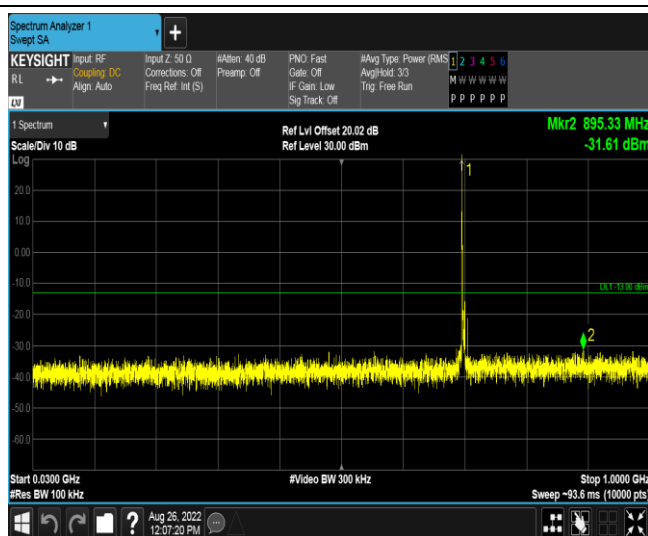 Spectrum Analyzer 1
Swept SA
+
KEYSIGHT
RL
LXI
Input: RF
Coupling: DC
Align: Auto
Input Z: 50 Ω
Corrections: Off
Freq Ref: Int (S)
#Atten: 40 dB
Preamp: Off
PNO: Fast
Gate: Off
IF Gain: Low
Sig Track: Off
#Avg Type: Power (RMS
Avg|Hold: 3/3
Trig: Free Run
1 2 3 4 5 6
M W W W W W
P P P P P P
1 Spectrum
Scale/Div 10 dB
Log
Ref Lvl Offset 20.02 dB
Ref Level 30.00 dBm
Mkr2 895.33 MHz
-31.61 dBm
1
20.0
10.0
0.00
-10.0
DL1 -13.00 dBm
-20.0
-30.0
2
-40.0
-50.0
-60.0
Start 0.0300 GHz
#Video BW 300 kHz
Stop 1.0000 GHz
#Res BW 100 kHz
Sweep ~93.6 ms (10000 pts)
?
Aug 26, 2022
12:07:20 PM